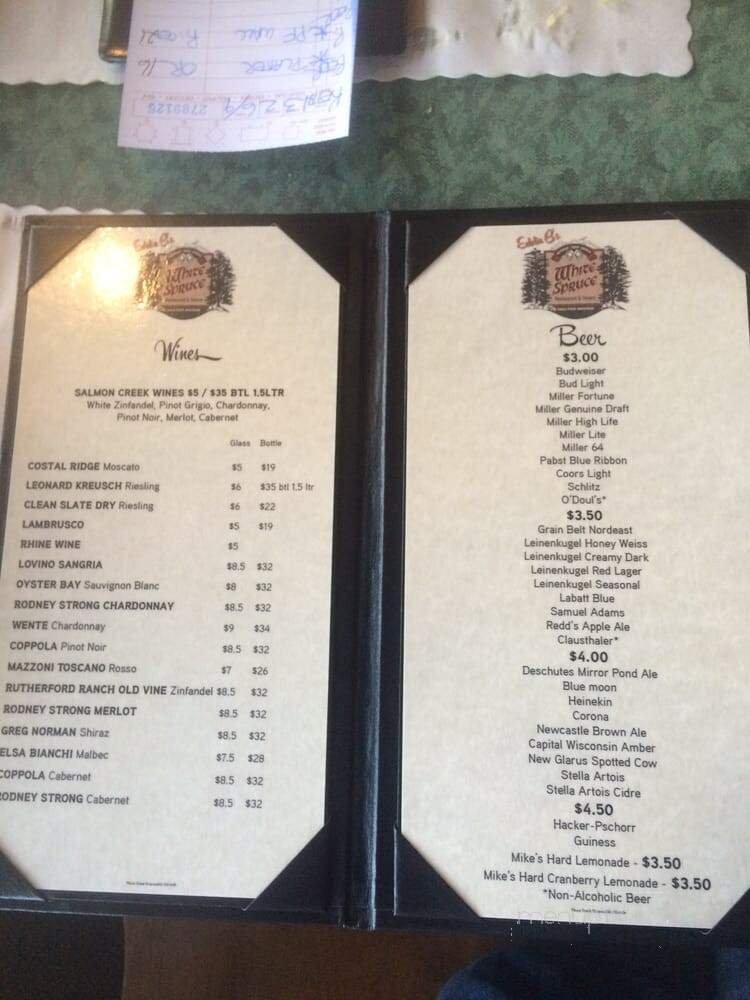 2789126
Eddie B's
White
Spruce
Wines
SALMON CREEK WINES $5 / $35 BTL 1.5LTR
White Zinfandel, Pinot Grigio, Chardonnay,
Pinot Noir, Merlot, Cabernet
Glass Bottle
COSTAL RIDGE Moscato $5 $19
LEONARD KREUSCH Riesling $6 $35 btl 1.5 ltr
CLEAN SLATE DRY Riesling $6 $22
LAMBRUSCO $5 $19
RHINE WINE $5
LOVINO SANGRIA $8.5 $32
OYSTER BAY Sauvignon Blanc $8 $32
RODNEY STRONG CHARDONNAY $8.5 $32
WENTE Chardonnay $9 $34
COPPOLA Pinot Noir $8.5 $32
MAZZONI TOSCANO Rosso $7 $26
RUTHERFORD RANCH OLD VINE Zinfandel $8.5 $32
RODNEY STRONG MERLOT $8.5 $32
GREG NORMAN Shiraz $8.5 $32
ELSA BIANCHI Malbec $7.5 $28
COPPOLA Cabernet $8.5 $32
RODNEY STRONG Cabernet $8.5 $32
Eddie B's
White
Spruce
Beer
$3.00
Budweiser
Bud Light
Miller Fortune
Miller Genuine Draft
Miller High Life
Miller Lite
Miller 64
Pabst Blue Ribbon
Coors Light
Schlitz
O'Doul's*
$3.50
Grain Belt Nordeast
Leinenkugel Honey Weiss
Leinenkugel Creamy Dark
Leinenkugel Red Lager
Leinenkugel Seasonal
Labatt Blue
Samuel Adams
Redd's Apple Ale
Clausthaler*
$4.00
Deschutes Mirror Pond Ale
Blue moon
Heinekin
Corona
Newcastle Brown Ale
Capital Wisconsin Amber
New Glarus Spotted Cow
Stella Artois
Stella Artois Cidre
$4.50
Hacker-Pschorr
Guiness
Mike's Hard Lemonade - $3.50
Mike's Hard Cranberry Lemonade - $3.50
*Non-Alcoholic Beer